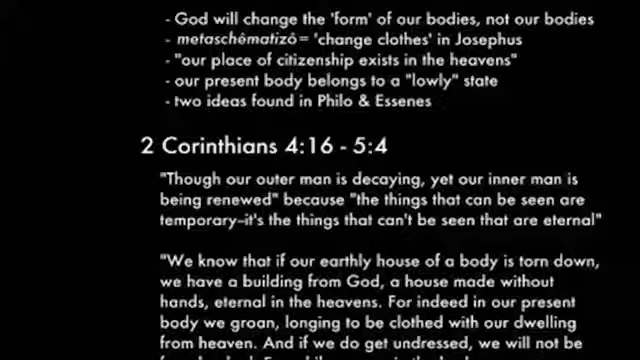 - God will change the 'form' of our bodies, not our bodies
- metaschêmatizô= 'change clothes' in Josephus
- "our place of citizenship exists in the heavens"
- our present body belongs to a "lowly" state
- two ideas found in Philo & Essenes
2 Corinthians 4:16 - 5:4
"Though our outer man is decaying, yet our inner man is
being renewed" because "the things that can be seen are
temporary–it's the things that can't be seen that are eternal"
"We know that if our earthly house of a body is torn down,
we have a building from God, a house made without
hands, eternal in the heavens. For indeed in our present
body we groan, longing to be clothed with our dwelling
from heaven. And if we do get undressed, we will not be